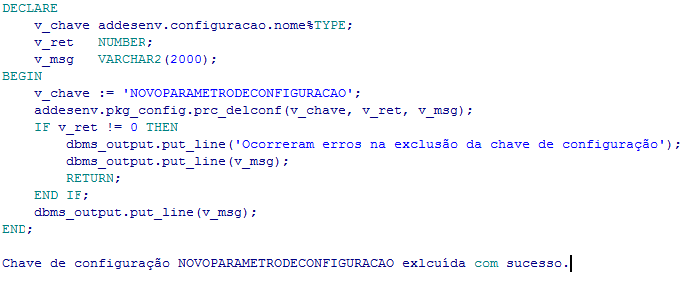 DECLARE
    v_chave addesenv.configuracao.nome%TYPE;
    v_ret   NUMBER;
    v_msg   VARCHAR2(2000);
BEGIN
    v_chave := 'NOVOPARAMETRODECONFIGURACAO';
    addesenv.pkg_config.prc_delconf(v_chave, v_ret, v_msg);
    IF v_ret != 0 THEN
        dbms_output.put_line('Ocorreram erros na exclusão da chave de configuração');
        dbms_output.put_line(v_msg);
        RETURN;
    END IF;
    dbms_output.put_line(v_msg);
END;
Chave de configuração NOVOPARAMETRODECONFIGURACAO exlcuída com sucesso.